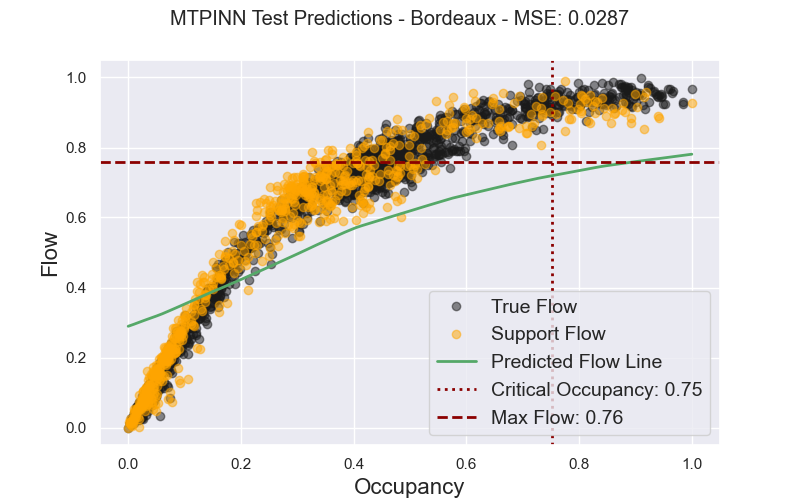 MTPINN Test Predictions - Bordeaux - MSE: 0.0287
1.0
0.8
0.6
0.4
0.2
0.0
Flow
True Flow
Support Flow
Predicted Flow Line
Critical Occupancy: 0.75
Max Flow: 0.76
0.0 0.2 0.4 0.6 0.8 1.0
Occupancy